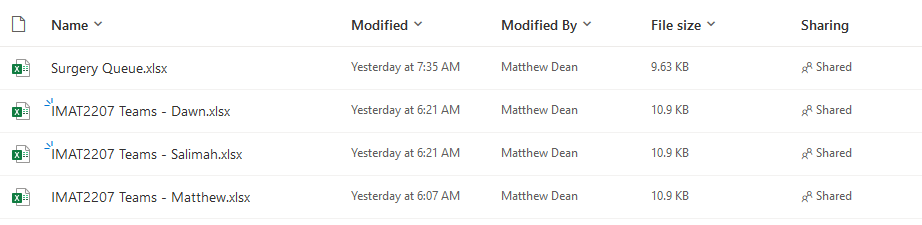 Name Modified Modified By File size Sharing
Surgery Queue.xlsx Yesterday at 7:35 AM Matthew Dean 9.63 KB Shared
IMAT2207 Teams - Dawn.xlsx Yesterday at 6:21 AM Matthew Dean 10.9 KB Shared
IMAT2207 Teams - Salimah.xlsx Yesterday at 6:21 AM Matthew Dean 10.9 KB Shared
IMAT2207 Teams - Matthew.xlsx Yesterday at 6:07 AM Matthew Dean 10.9 KB Shared